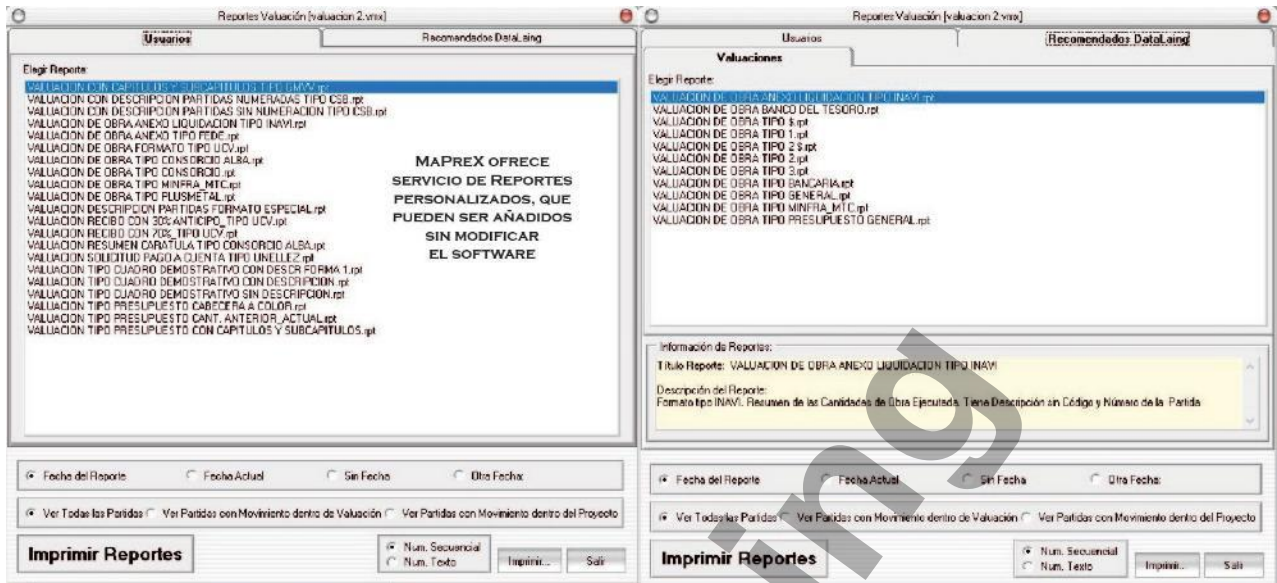 Reportes Valuación [valuacion 2.vmx]
Usuarios
Recomendados DataLaing
Elegir Reporte:
VALUACION CON CAPITULOS Y SUBCAPITULOS TIPO GMVV.rpt
VALUACION CON DESCRIPCION PARTIDAS NUMERADAS TIPO CSB.rpt
VALUACION CON DESCRIPCION PARTIDAS SIN NUMERACION TIPO CSB.rpt
VALUACION DE OBRA ANEXO LIQUIDACION TIPO INAVI.rpt
VALUACION DE OBRA ANEXO TIPO FEDE.rpt
VALUACION DE OBRA FORMATO TIPO UCV.rpt
VALUACION DE OBRA TIPO CONSORCIO ALBA.rpt
VALUACION DE OBRA TIPO CONSORCIO.rpt
VALUACION DE OBRA TIPO MINFRA_MTC.rpt
VALUACION DE OBRA TIPO PLUSMETAL.rpt
VALUACION DESCRIPCION PARTIDAS FORMATO ESPECIAL.rpt
VALUACION RECIBO CON 30% ANTICIPO_TIPO UCV.rpt
VALUACION RECIBO CON 70%_TIPO UCV.rpt
VALUACION RESUMEN CARATULA TIPO CONSORCIO ALBA.rpt
VALUACION SOLICITUD PAGO A CUENTA TIPO UNELLEZ.rpt
VALUACION TIPO CUADRO DEMOSTRATIVO CON DESCR FORMA 1.rpt
VALUACION TIPO CUADRO DEMOSTRATIVO CON DESCRIPCION.rpt
VALUACION TIPO CUADRO DEMOSTRATIVO SIN DESCRIPCION.rpt
VALUACION TIPO PRESUPUESTO CABECERA A COLOR.rpt
VALUACION TIPO PRESUPUESTO CANT. ANTERIOR_ACTUAL.rpt
VALUACION TIPO PRESUPUESTO CON CAPITULOS Y SUBCAPITULOS.rpt
MAPREX OFRECE
SERVICIO DE REPORTES
PERSONALIZADOS, QUE
PUEDEN SER AÑADIDOS
SIN MODIFICAR
EL SOFTWARE
Fecha del Reporte
Fecha Actual
Sin Fecha
Otra Fecha:
Ver Todas las Partidas
Ver Partidas con Movimiento dentro de Valuación
Ver Partidas con Movimiento dentro del Proyecto
Imprimir Reportes
Num. Secuencial
Num. Texto
Imprimir...
Salir
Reportes Valuación [valuacion 2.vmx]
Usuarios
Recomendados DataLaing
Valuaciones
Elegir Reporte:
VALUACION DE OBRA ANEXO LIQUIDACION TIPO INAVI.rpt
VALUACION DE OBRA BANCO DEL TESORO.rpt
VALUACION DE OBRA TIPO $.rpt
VALUACION DE OBRA TIPO 1.rpt
VALUACION DE OBRA TIPO 2 $.rpt
VALUACION DE OBRA TIPO 2.rpt
VALUACION DE OBRA TIPO 3.rpt
VALUACION DE OBRA TIPO BANCARIA.rpt
VALUACION DE OBRA TIPO GENERAL.rpt
VALUACION DE OBRA TIPO MINFRA_MTC.rpt
VALUACION DE OBRA TIPO PRESUPUESTO GENERAL.rpt
Información de Reportes:
Título Reporte: VALUACION DE OBRA ANEXO LIQUIDACION TIPO INAVI
Descripción del Reporte:
Formato tipo INAVI. Resumen de las Cantidades de Obra Ejecutada. Tiene Descripción sin Código y Número de la Partida
Fecha del Reporte
Fecha Actual
Sin Fecha
Otra Fecha:
Ver Todas las Partidas
Ver Partidas con Movimiento dentro de Valuación
Ver Partidas con Movimiento dentro del Proyecto
Imprimir Reportes
Num. Secuencial
Num. Texto
Imprimir...
Salir
ing